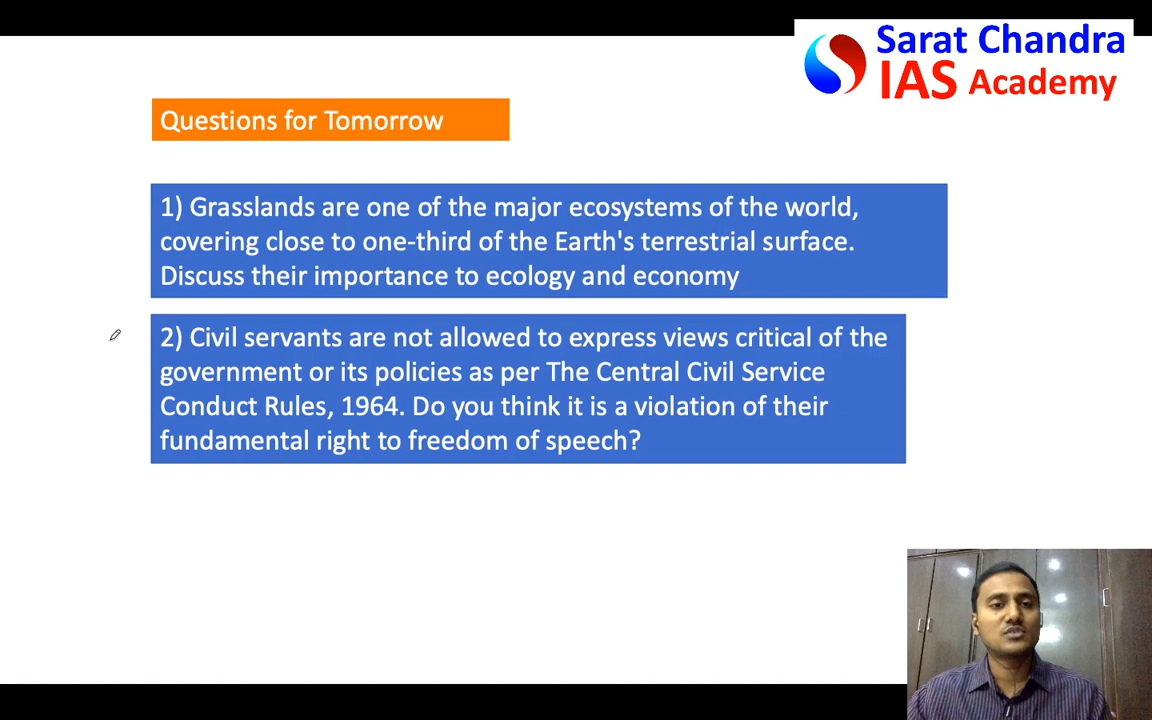 Sarat Chandra
IAS Academy
Questions for Tomorrow
1) Grasslands are one of the major ecosystems of the world,
covering close to one-third of the Earth's terrestrial surface.
Discuss their importance to ecology and economy
2) Civil servants are not allowed to express views critical of the
government or its policies as per The Central Civil Service
Conduct Rules, 1964. Do you think it is a violation of their
fundamental right to freedom of speech?